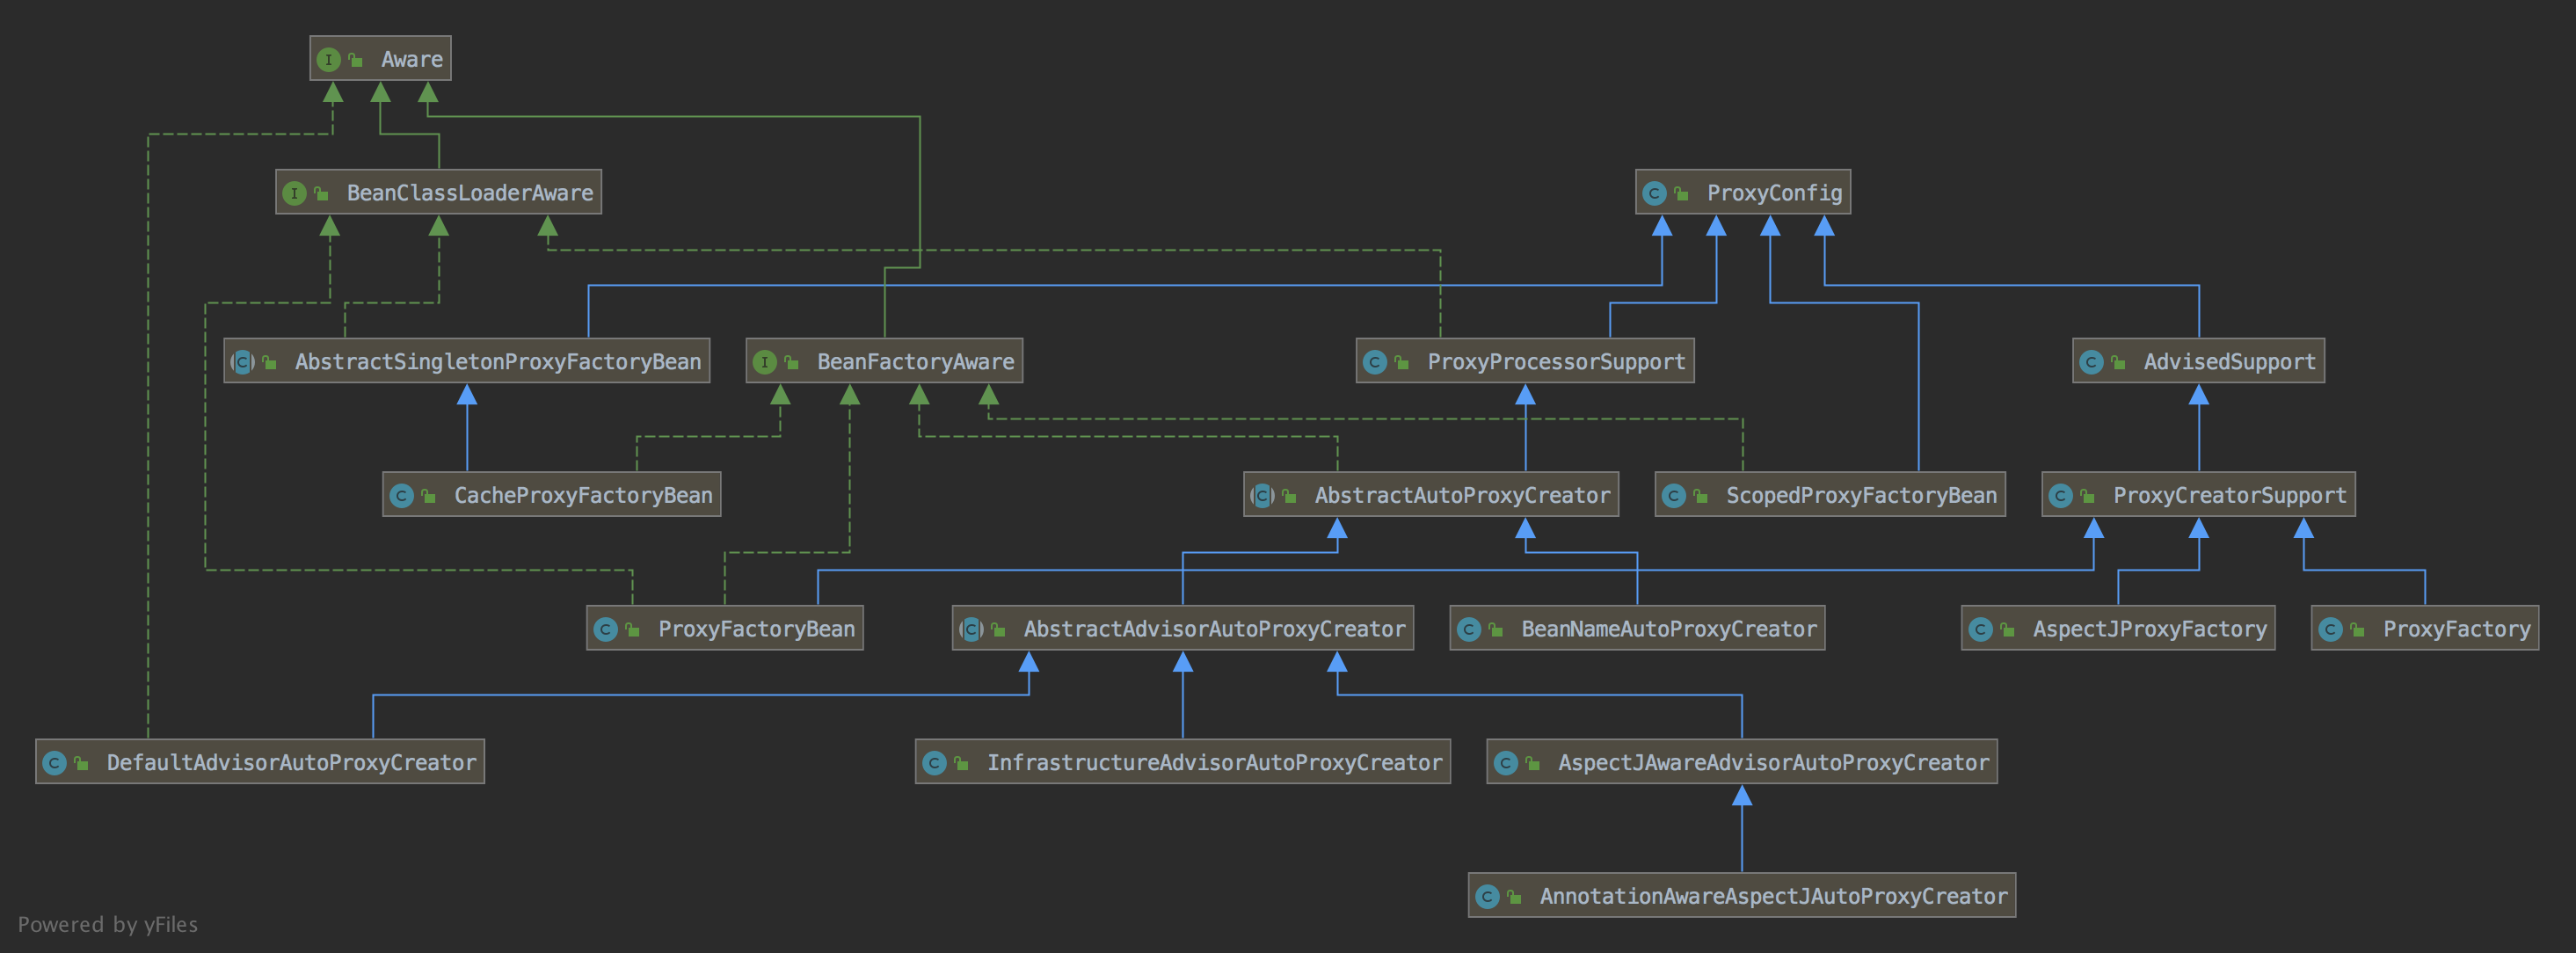 Aware
BeanClassLoaderAware
ProxyConfig
AbstractSingletonProxyFactoryBean
BeanFactoryAware
ProxyProcessorSupport
AdvisedSupport
CacheProxyFactoryBean
AbstractAutoProxyCreator
ScopedProxyFactoryBean
ProxyCreatorSupport
ProxyFactoryBean
AbstractAdvisorAutoProxyCreator
BeanNameAutoProxyCreator
AspectJProxyFactory
ProxyFactory
DefaultAdvisorAutoProxyCreator
InfrastructureAdvisorAutoProxyCreator
AspectJAwareAdvisorAutoProxyCreator
AnnotationAwareAspectJAutoProxyCreator
Powered by yFiles